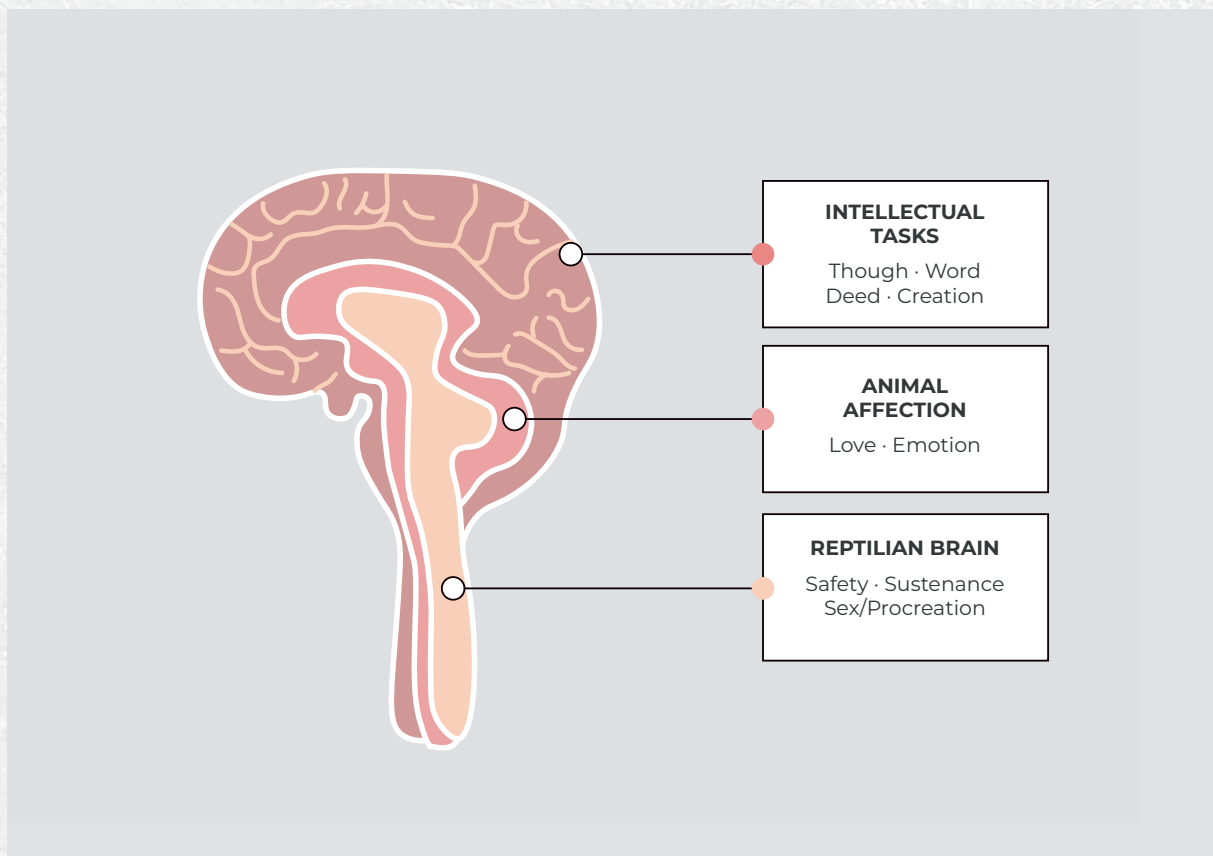 INTELLECTUAL
TASKS
Though · Word
Deed · Creation
ANIMAL
AFFECTION
Love · Emotion
REPTILIAN BRAIN
Safety · Sustenance
Sex/Procreation